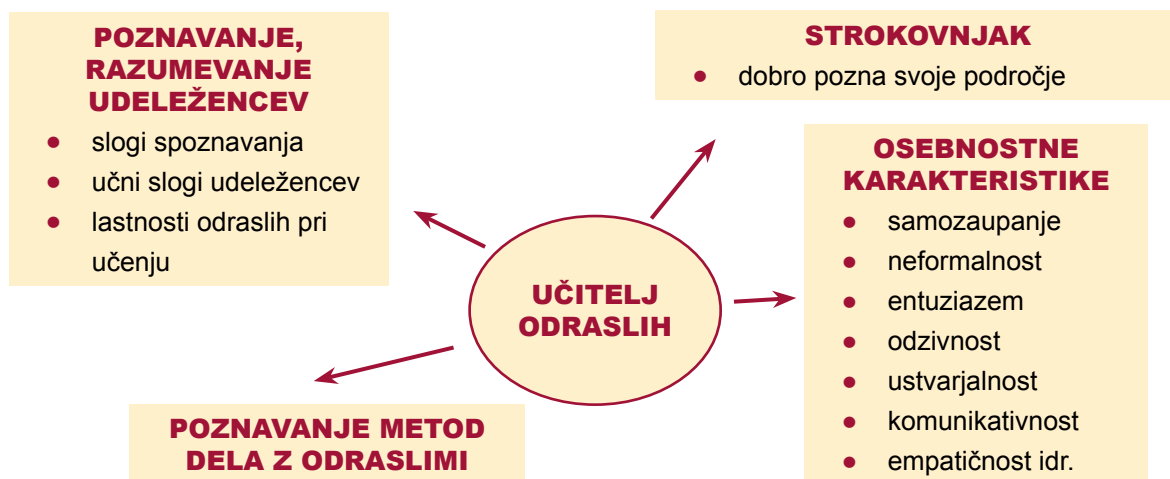 POZNAVANJE,
RAZUMEVANJE
UDELEŽENCEV
• slogi spoznavanja
• učni slogi udeležencev
• lastnosti odraslih pri
učenju
STROKOVNJAK
• dobro pozna svoje področje
OSEBNOSTNE
KARAKTERISTIKE
• samozaupanje
• neformalnost
• entuziazem
• odzivnost
• ustvarjalnost
• komunikativnost
• empatičnost idr.
UČITELJ
ODRASLIH
POZNAVANJE METOD
DELA Z ODRASLIMI